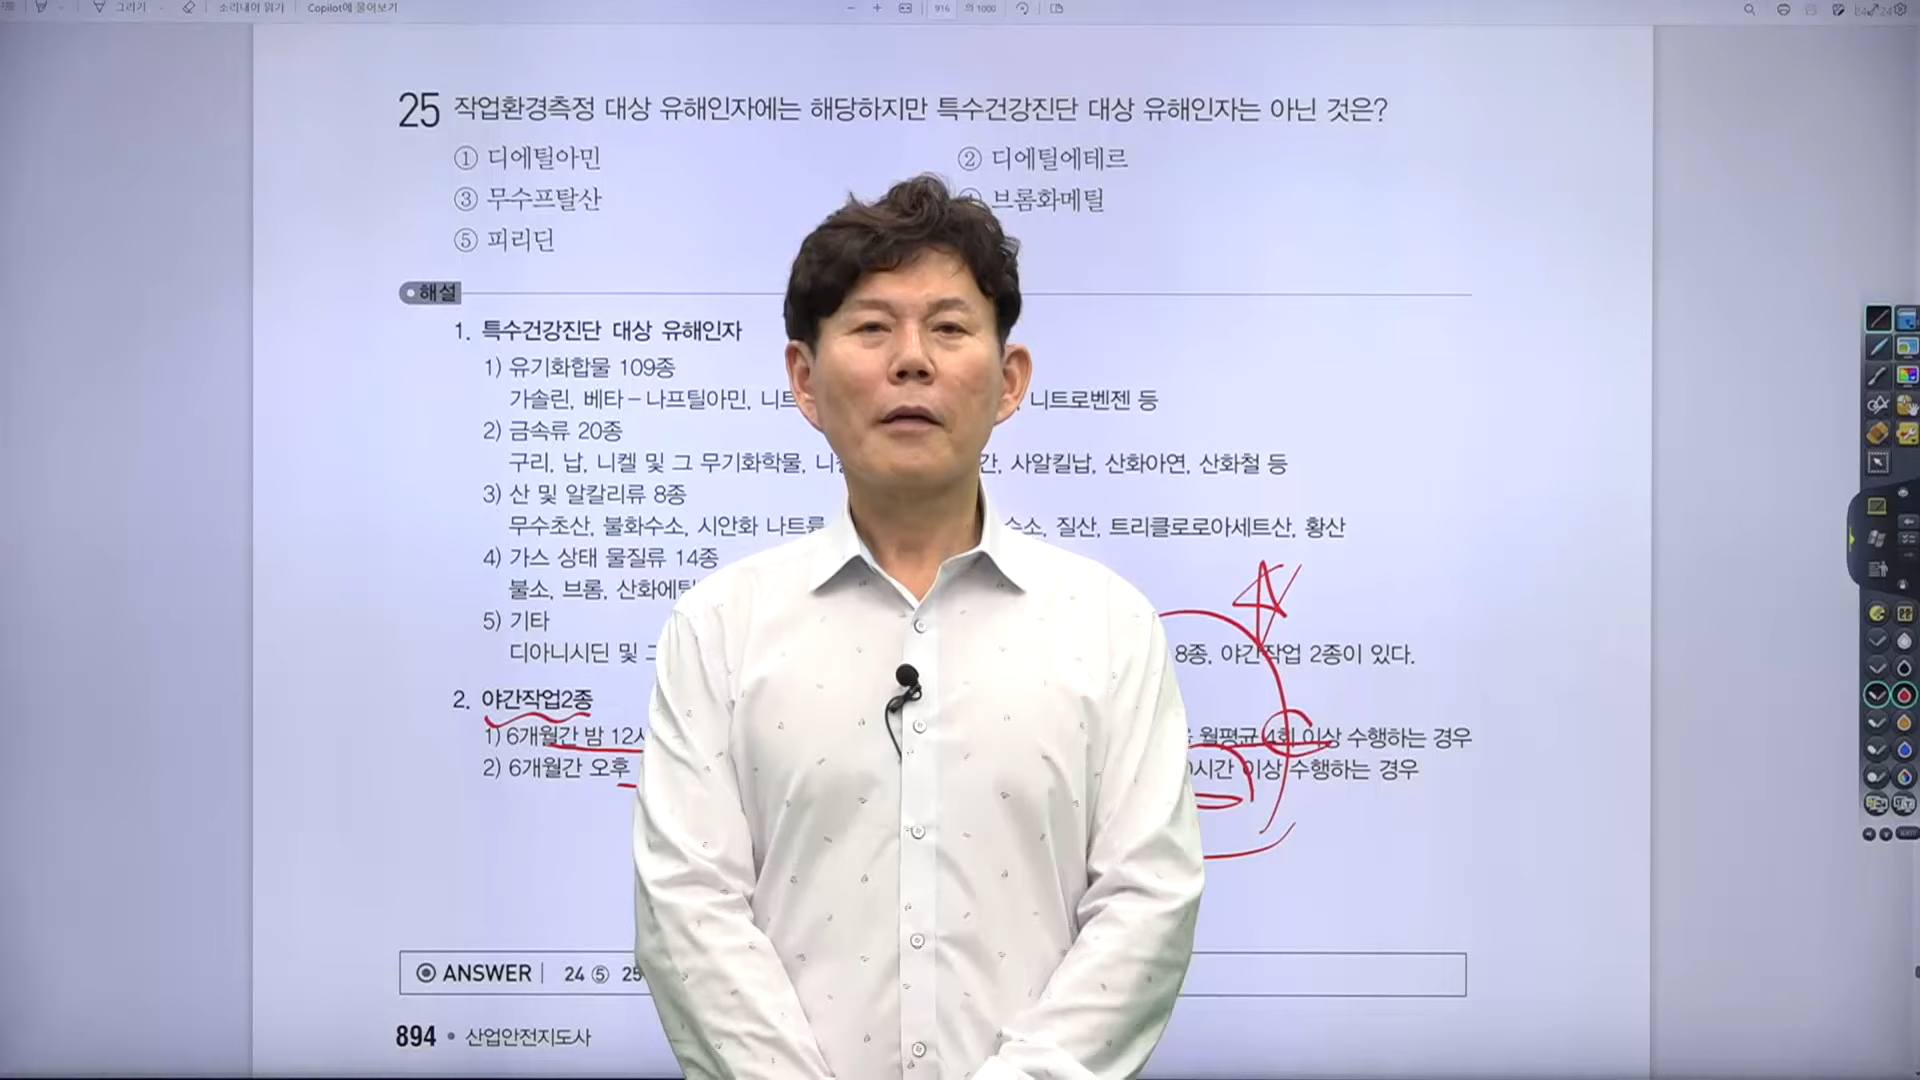 그리기 소리내어 읽기 Copilot에 물어보기 916 의 1000
25 작업환경측정 대상 유해인자에는 해당하지만 특수건강진단 대상 유해인자는 아닌 것은?
① 디에틸아민 ② 디에틸에테르
③ 무수프탈산 브롬화메틸
⑤ 피리딘
해설
1. 특수건강진단 대상 유해인자
1) 유기화합물 109종
가솔린, 베타-나프틸아민, 니트 니트로벤젠 등
2) 금속류 20종
구리, 납, 니켈 및 그 무기화학물, 사알킬납, 산화아연, 산화철 등
3) 산 및 알칼리류 8종
무수초산, 불화수소, 시안화 나트륨 질산, 트리클로로아세트산, 황산
4) 가스 상태 물질류 14종
불소, 브롬, 산화에틸
5) 기타
디아니시딘 및 8종, 야간작업 2종이 있다.
2. 야간작업2종
1) 6개월간 밤 12시 월평균 4회 이상 수행하는 경우
2) 6개월간 오후 0시간 이상 수행하는 경우
ANSWER 24 ⑤ 25
894 • 산업안전지도사